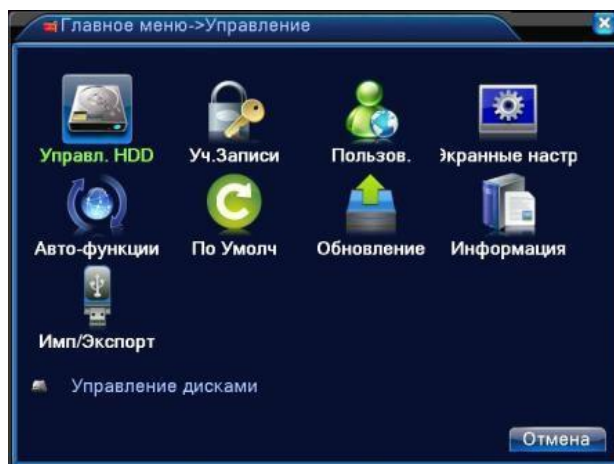 Главное меню->Управление
Управл. HDD Уч.Записи Пользов. Экранные настр
Авто-функции По Умолч Обновление Информация
Имп/Экспорт
Управление дисками
Отмена